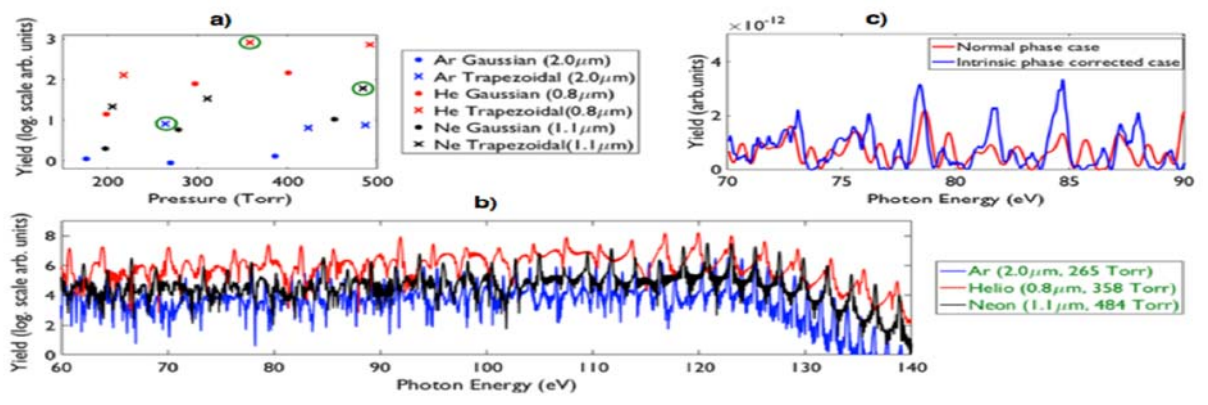 a)
Yield (log. scale arb. units)
3
2
1
0
200
300
400
500
Pressure (Torr)
Ar Gaussian (2.0μm)
Ar Trapezoidal (2.0μm)
He Gaussian (0.8μm)
He Trapezoidal(0.8μm)
Ne Gaussian (1.1μm)
Ne Trapezoidal(1.1μm)
c)
×10-12
Yield (arb.units)
4
2
0
70
75
80
85
90
Photon Energy (eV)
Normal phase case
Intrinsic phase corrected case
b)
Yield (log. scale arb. units)
8
6
4
2
0
60
70
80
90
100
110
120
130
140
Photon Energy (eV)
Ar (2.0μm, 265 Torr)
Helio (0.8μm, 358 Torr)
Neon (1.1μm, 484 Torr)